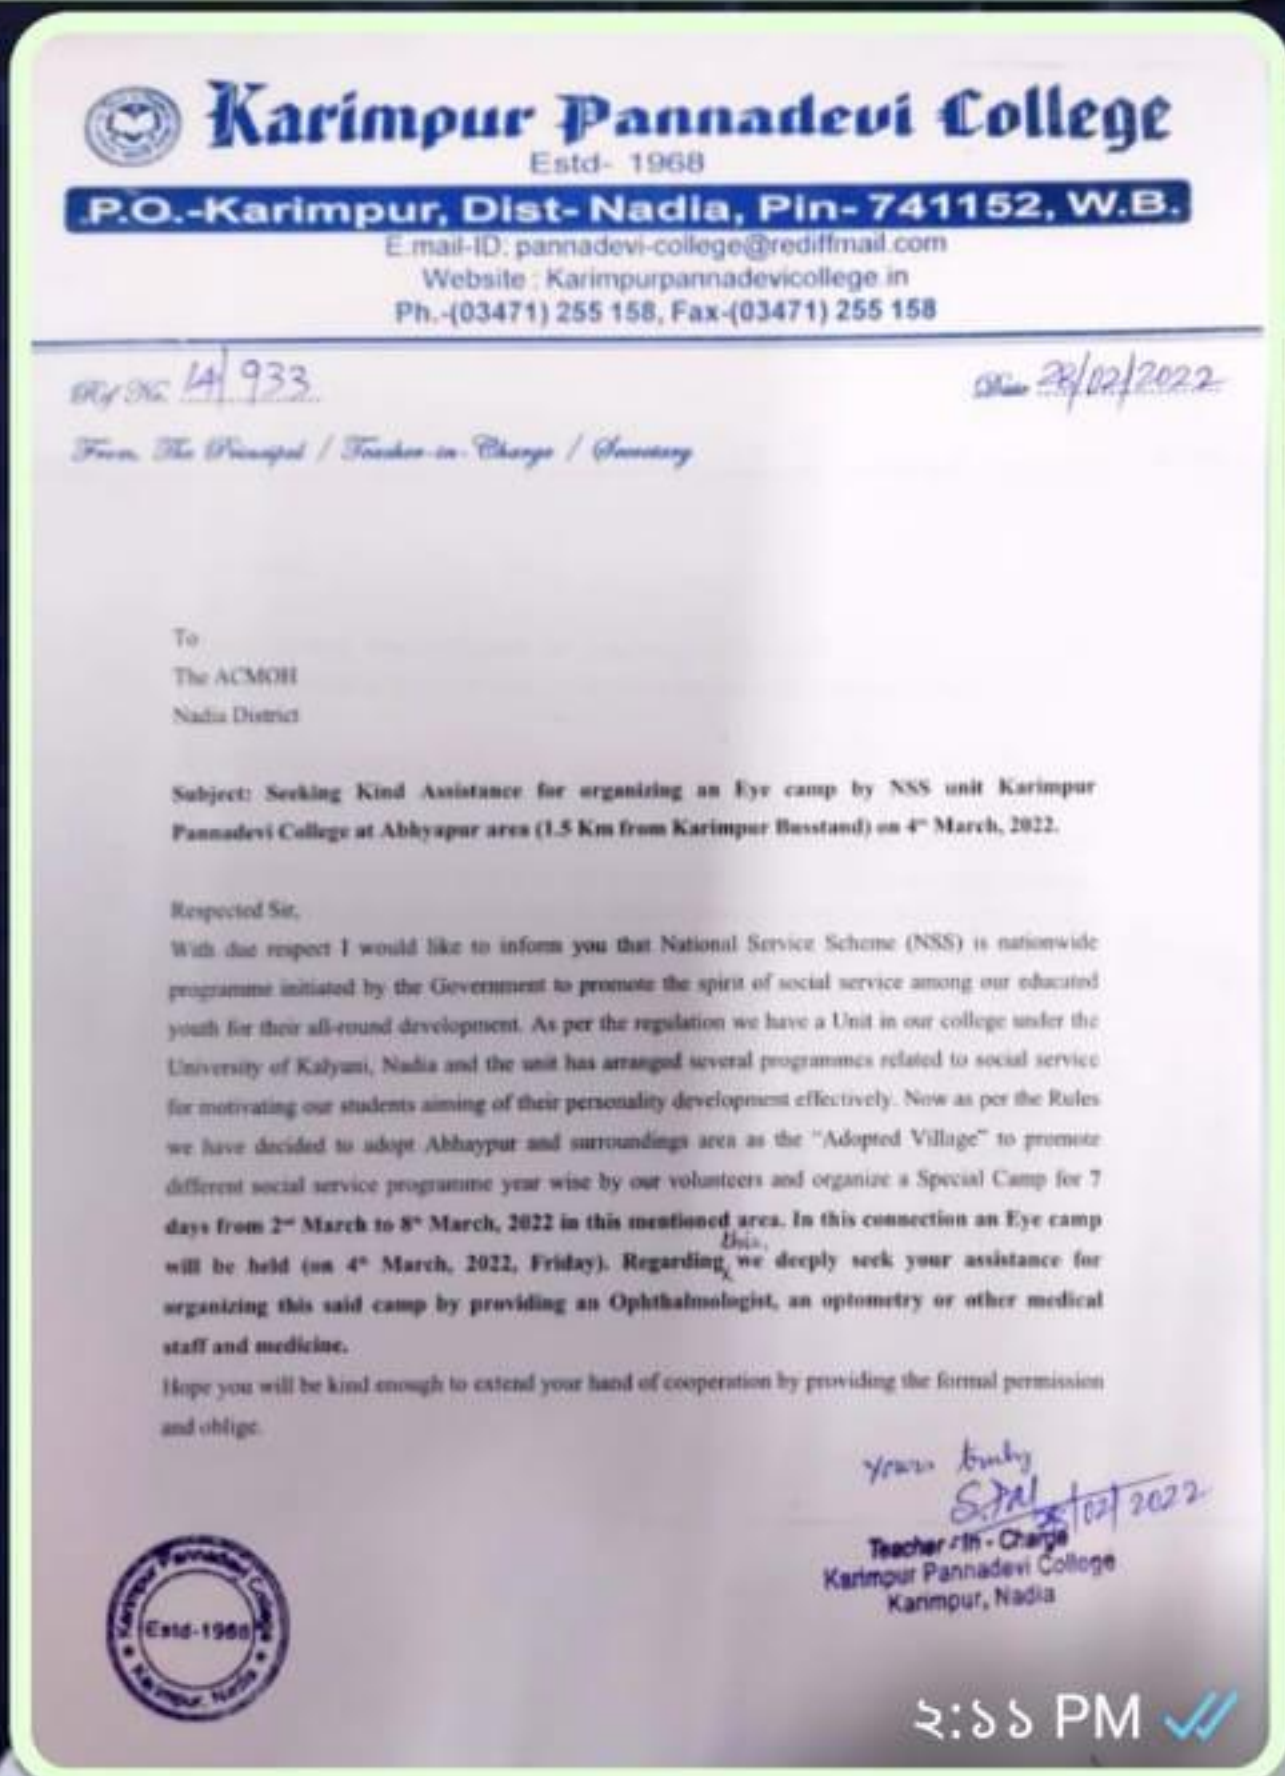 Karimpur Pannadevi College
Estd- 1968
P.O.-Karimpur, Dist- Nadia, Pin- 741152, W.B.
E.mail-ID: pannadevi-college@rediffmail.com
Website : Karimpurpannadevicollege.in
Ph.-(03471) 255 158, Fax-(03471) 255 158
Ref No. 14/933
Date 28/02/2022
From, The Principal / Teacher-in-Charge / Secretary
To
The ACMOH
Nadia District
Subject: Seeking Kind Assistance for organizing an Eye camp by NSS unit Karimpur
Pannadevi College at Abhyapur area (1.5 Km from Karimpur Busstand) on 4th March, 2022.
Respected Sir,
With due respect I would like to inform you that National Service Scheme (NSS) is nationwide
programme initiated by the Government to promote the spirit of social service among our educated
youth for their all-round development. As per the regulation we have a Unit in our college under the
University of Kalyani, Nadia and the unit has arranged several programmes related to social service
for motivating our students aiming of their personality development effectively. Now as per the Rules
we have decided to adopt Abhaypur and surroundings area as the “Adopted Village” to promote
different social service programme year wise by our volunteers and organize a Special Camp for 7
days from 2nd March to 8th March, 2022 in this mentioned area. In this connection an Eye camp
will be held (on 4th March, 2022, Friday). Regarding this, we deeply seek your assistance for
organizing this said camp by providing an Ophthalmologist, an optometry or other medical
staff and medicine.
Hope you will be kind enough to extend your hand of cooperation by providing the formal permission
and oblige.
Yours truly
S.Pal
28/02/2022
Teacher - In - Charge
Karimpur Pannadevi College
Karimpur, Nadia
Karimpur Pannadevi College
Estd-1968
Karimpur, Nadia
২:১১ PM